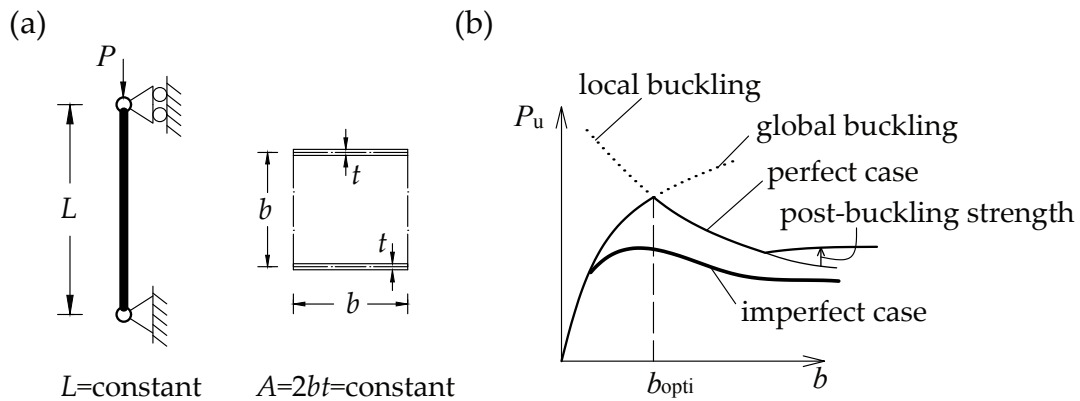 (a)
P
L
L=constant
b
t
t
b
A=2bt=constant
(b)
Pu
local buckling
global buckling
perfect case
post-buckling strength
imperfect case
bopti
b